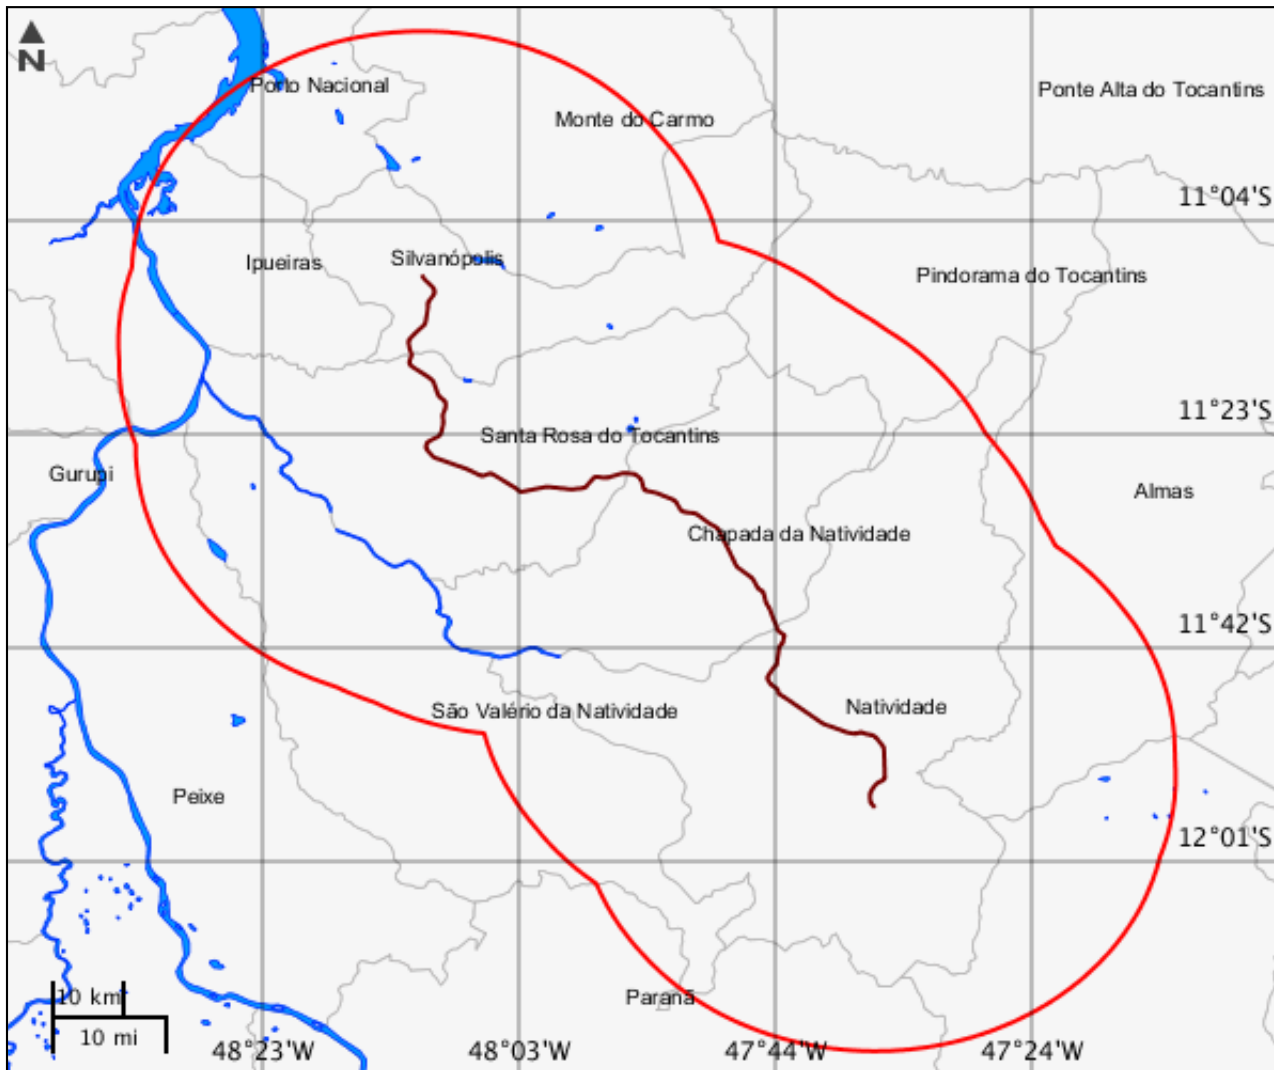 N
Porto Nacional
Ponte Alta do Tocantins
Monte do Carmo
11°04'S
Silvanópolis
Ipueiras
Pindorama do Tocantins
11°23'S
Santa Rosa do Tocantins
Gurupi
Almas
Chapada da Natividade
11°42'S
Natividade
São Valério da Natividade
Peixe
12°01'S
10 km
Paranã
10 mi
48°23'W
48°03'W
47°44'W
47°24'W